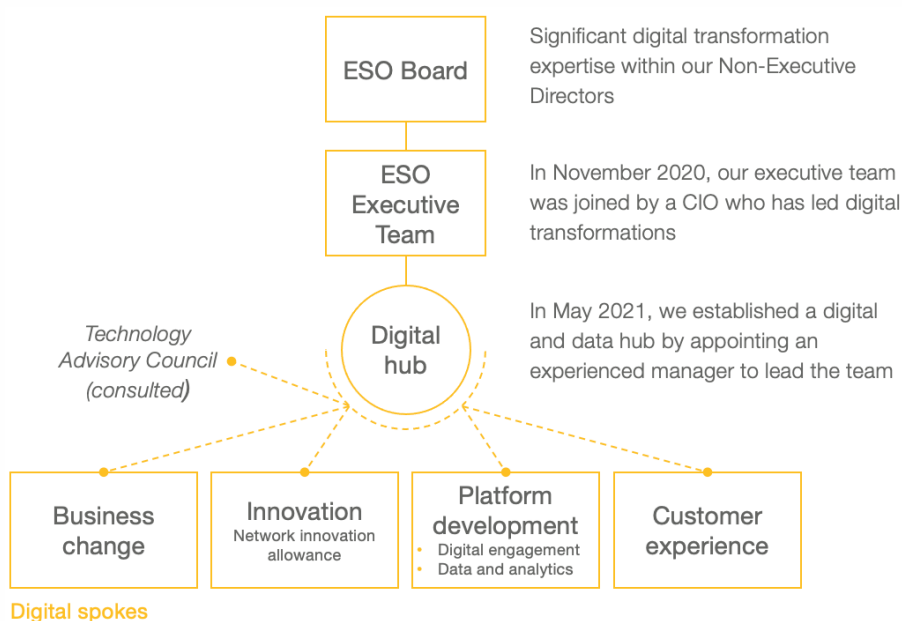 ESO Board
Significant digital transformation
expertise within our Non-Executive
Directors
ESO
Executive
Team
In November 2020, our executive team
was joined by a CIO who has led digital
transformations
Digital
hub
In May 2021, we established a digital
and data hub by appointing an
experienced manager to lead the team
Technology
Advisory Council
(consulted)
Business
change
Innovation
Network innovation
allowance
Platform
development
• Digital engagement
• Data and analytics
Customer
experience
Digital spokes